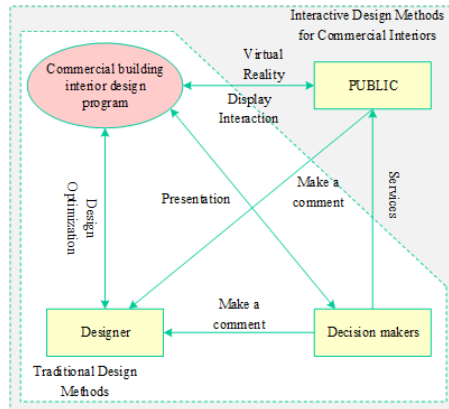 Interactive Design Methods
for Commercial Interiors
Commercial building
interior design
program
Virtual
Reality
Display
Interaction
PUBLIC
Design
Optimization
Presentation
Make a
comment
Services
Designer
Make a
comment
Decision makers
Traditional Design
Methods